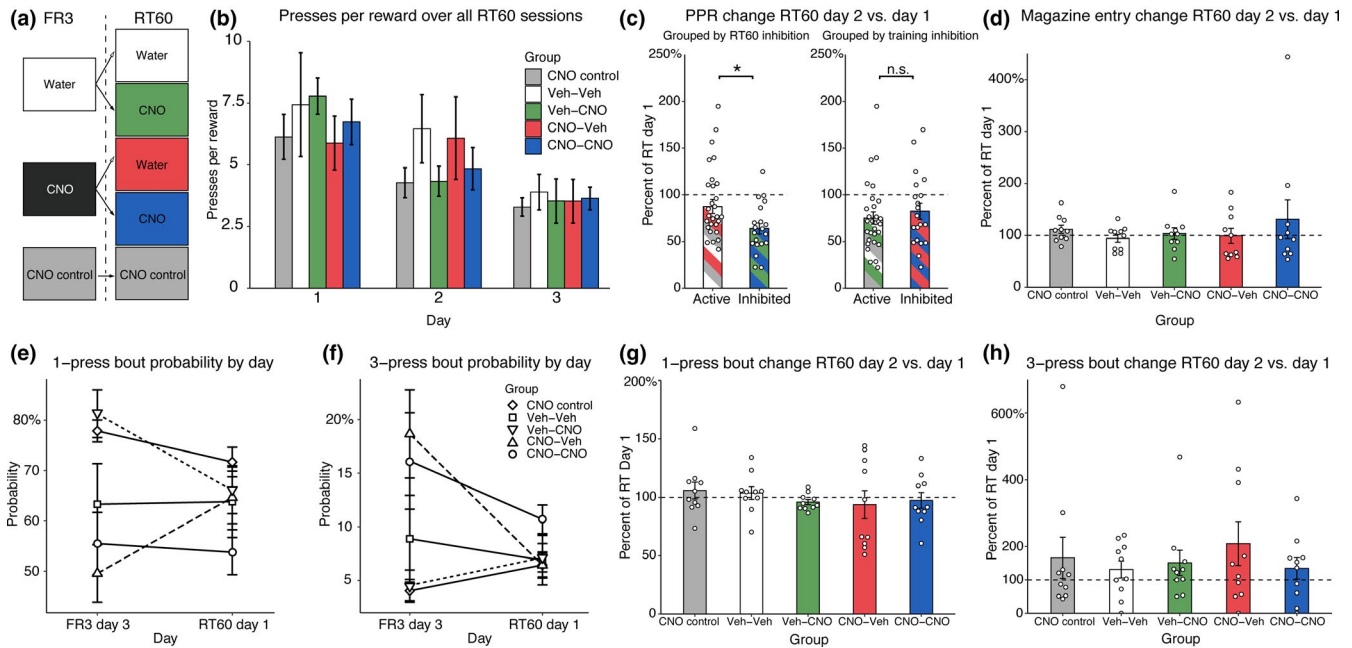 (a)
FR3
RT60
Water
CNO
CNO control
Water
CNO
Water
CNO
CNO control
(b)
Presses per reward over all RT60 sessions
Presses per reward
10
7.5
5
2.5
0
1
2
3
Day
Group
CNO control
Veh–Veh
Veh–CNO
CNO–Veh
CNO–CNO
(c)
PPR change RT60 day 2 vs. day 1
Grouped by RT60 inhibition
Grouped by training inhibition
Percent of RT day 1
250%
200
150
100
50
0
*
Active
Inhibited
250%
200
150
100
50
0
n.s.
Active
Inhibited
(d)
Magazine entry change RT60 day 2 vs. day 1
Percent of RT day 1
400%
300
200
100
0
CNO control
Veh–Veh
Veh–CNO
CNO–Veh
CNO–CNO
Group
(e)
1–press bout probability by day
Probability
80%
70
60
50
FR3 day 3
RT60 day 1
Day
(f)
3–press bout probability by day
Probability
20%
15
10
5
FR3 day 3
RT60 day 1
Day
Group
CNO control
Veh–Veh
Veh–CNO
CNO–Veh
CNO–CNO
(g)
1–press bout change RT60 day 2 vs. day 1
Percent of RT Day 1
200%
150
100
50
0
CNO control
Veh–Veh
Veh–CNO
CNO–Veh
CNO–CNO
Group
(h)
3–press bout change RT60 day 2 vs. day 1
Percent of RT Day 1
600%
400
200
100
0
CNO control
Veh–Veh
Veh–CNO
CNO–Veh
CNO–CNO
Group